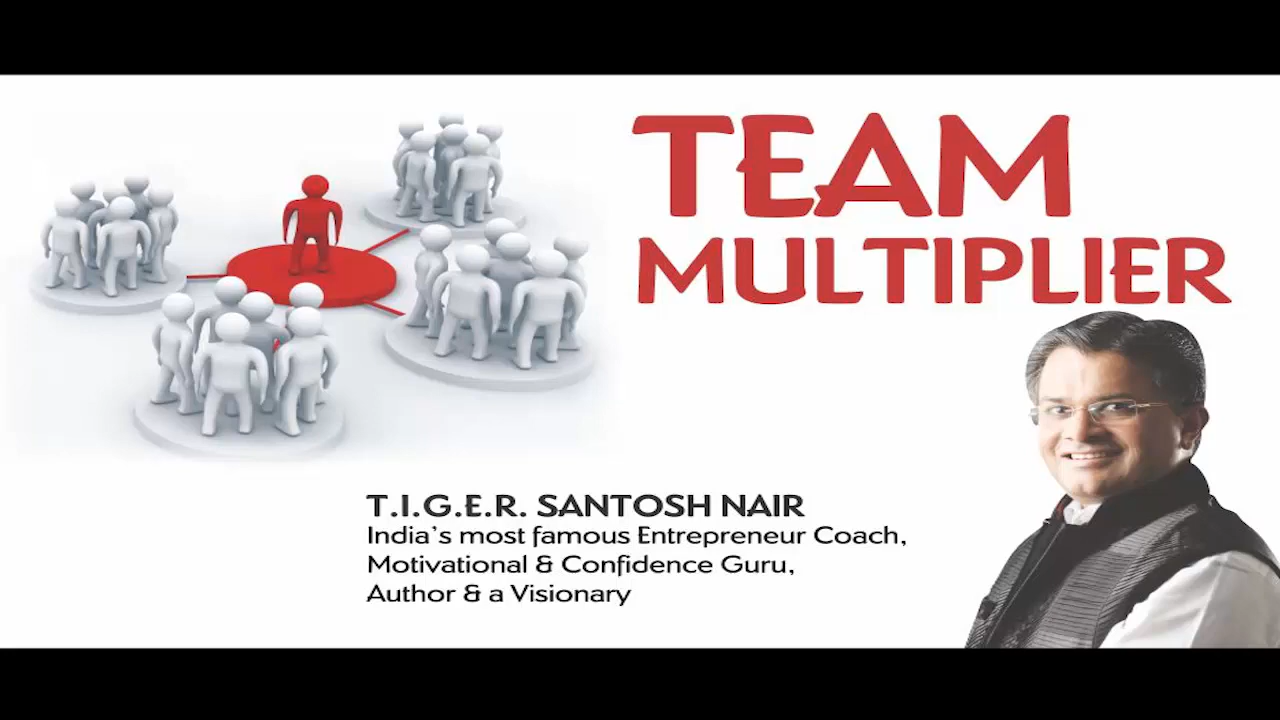 TEAM
MULTIPLIER
T.I.G.E.R. SANTOSH NAIR
India's most famous Entrepreneur Coach,
Motivational & Confidence Guru,
Author & a Visionary